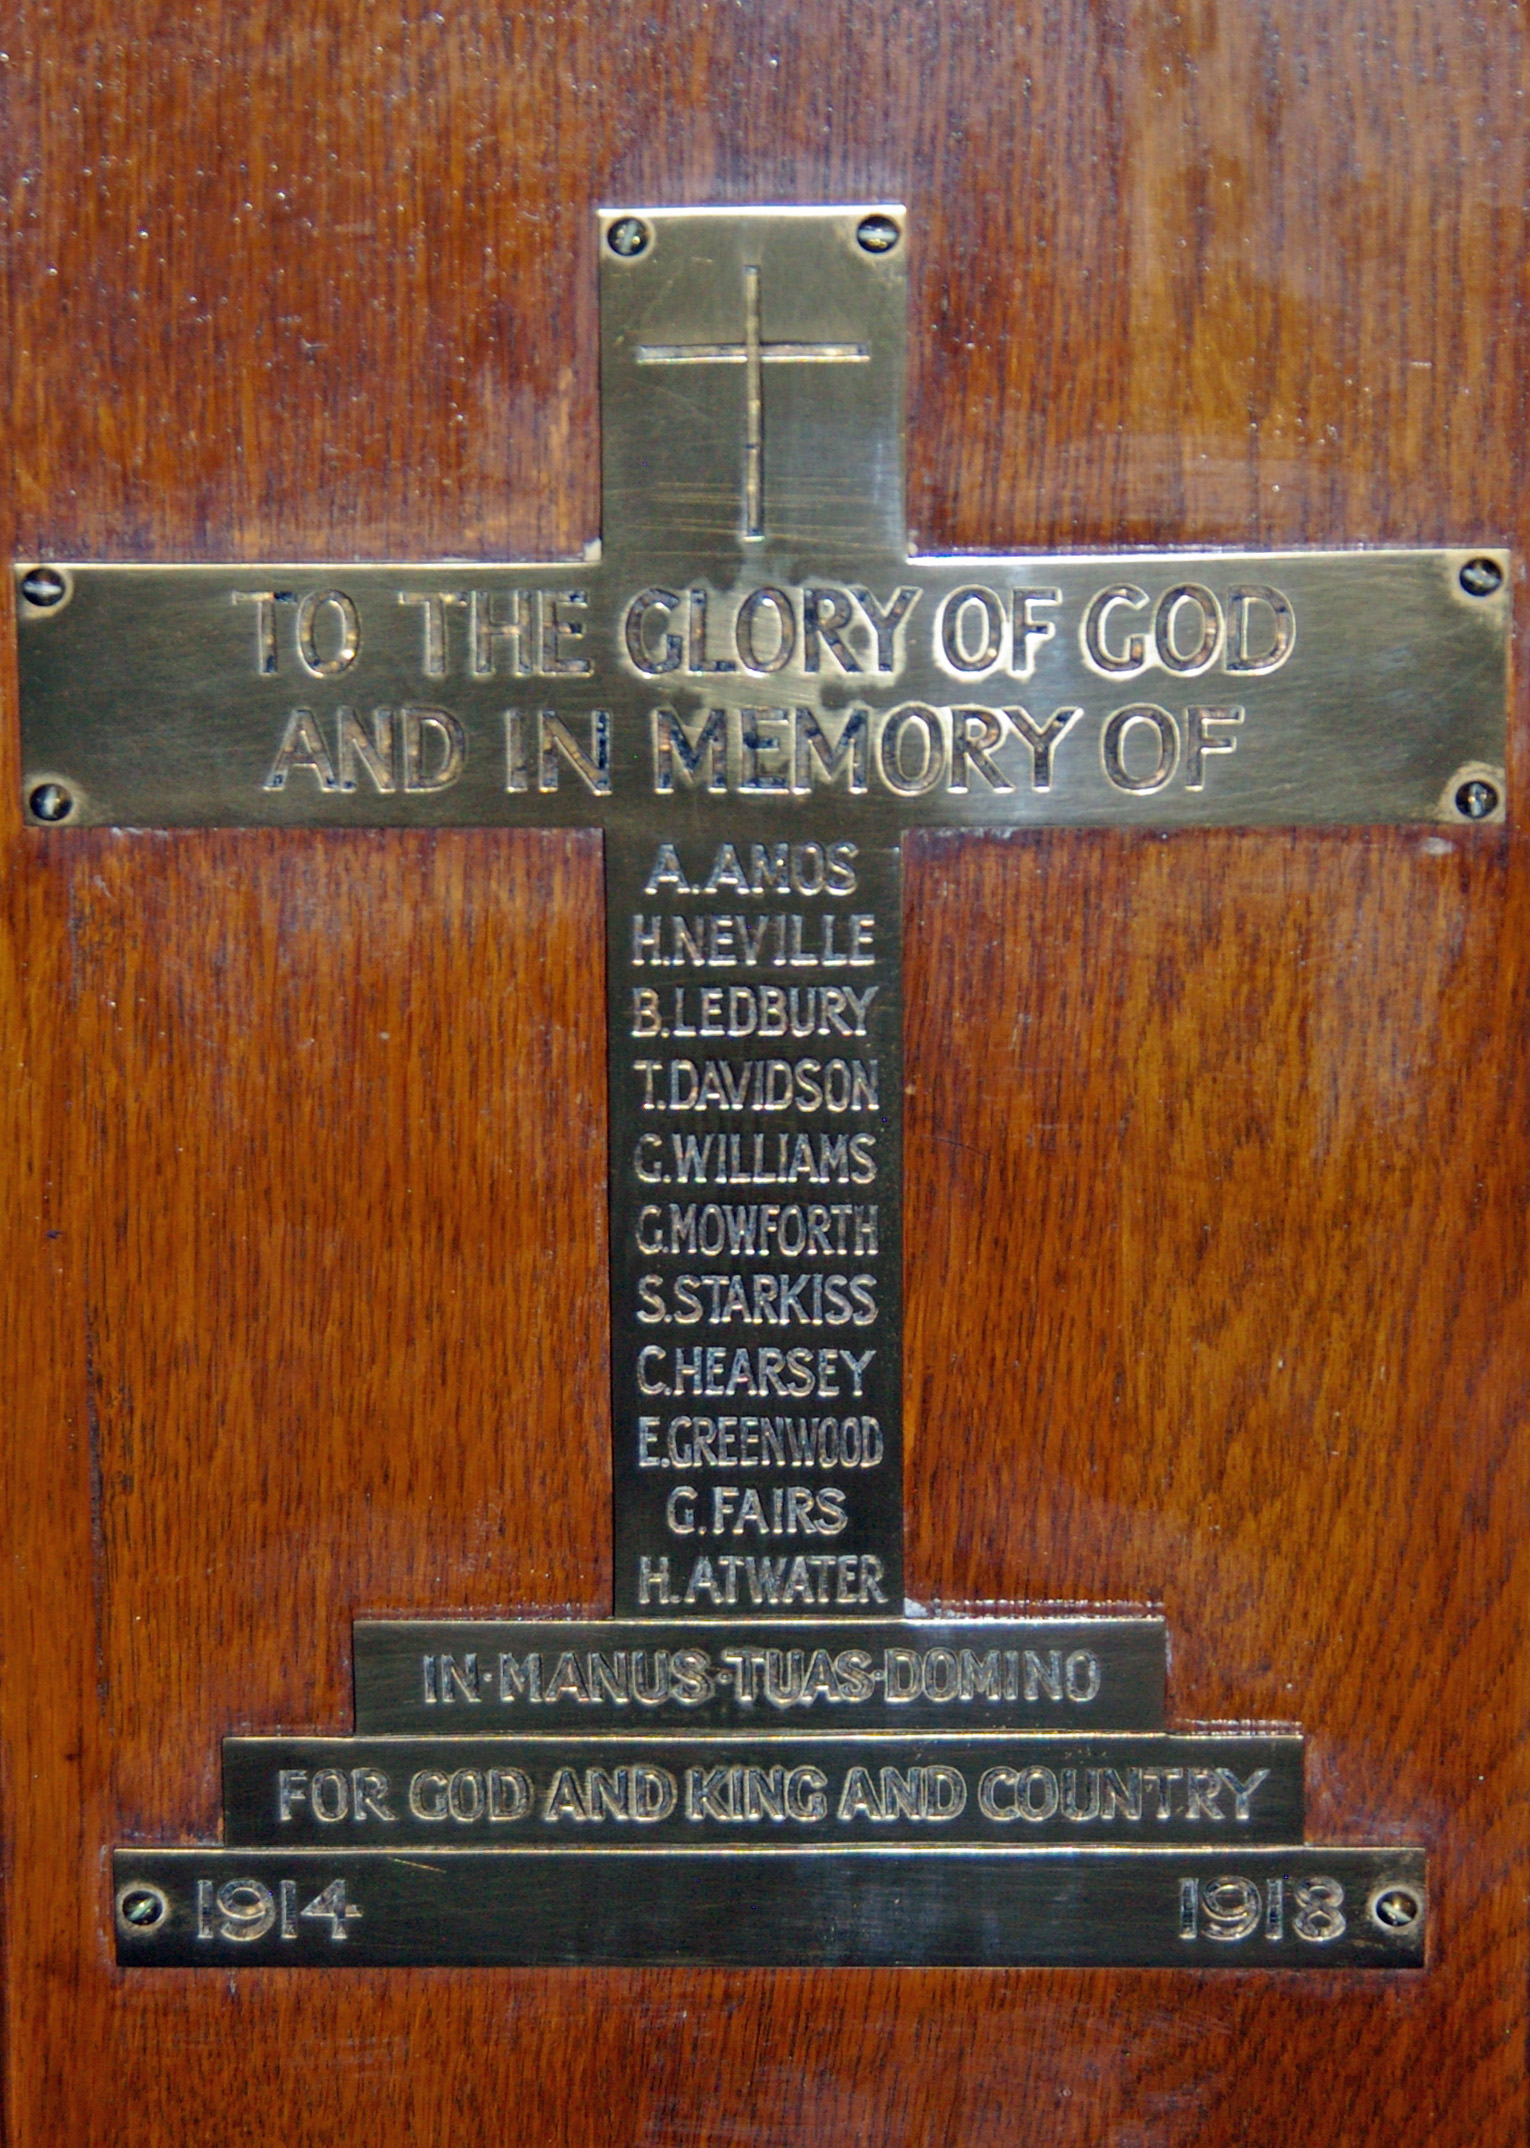 TO THE GLORY OF GOD
AND IN MEMORY OF
A. AMOS
H. NEVILLE
B. LEDBURY
T. DAVIDSON
G. WILLIAMS
G. MOWFORTH
S. STARKISS
C. HEARSEY
E. GREENWOOD
G. FAIRS
H. ATWATER
IN · MANUS · TUAS · DOMINO
FOR GOD AND KING AND COUNTRY
1914 1918